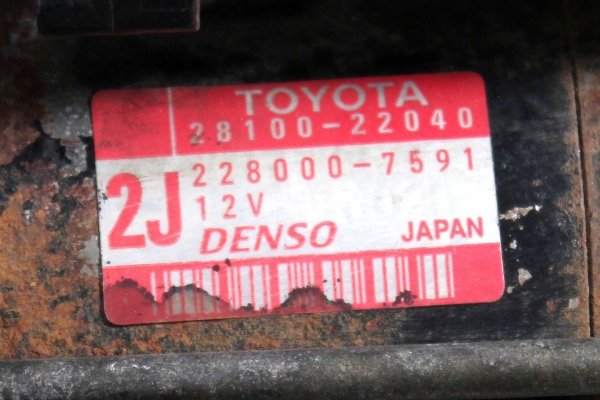 TOYOTA
28100-22040
2J
228000-7591
12V
DENSO
JAPAN